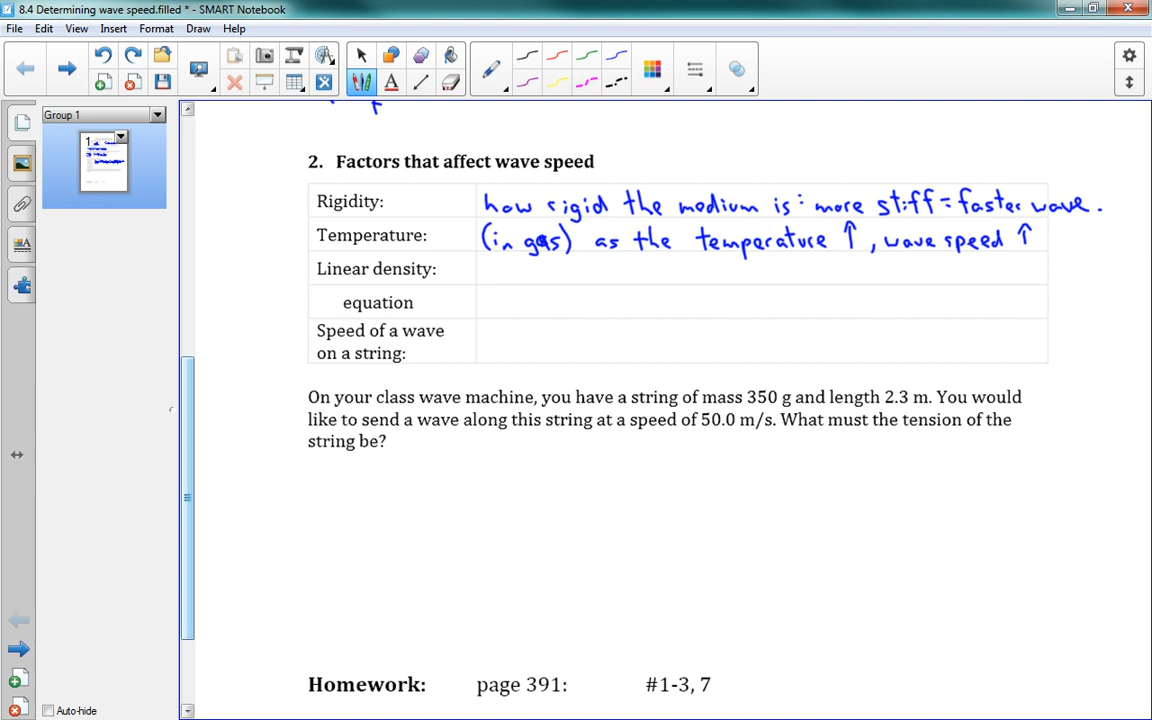 8.4 Determining wave speed.filled * - SMART Notebook
File Edit View Insert Format Tools Draw Help
Group 1
1
2. Factors that affect wave speed
Rigidity: how rigid the medium is: more stiff = faster wave.
Temperature: (in gas) as the temperature ↑, wave speed ↑
Linear density:
equation
Speed of a wave
on a string:
On your class wave machine, you have a string of mass 350 g and length 2.3 m. You would
like to send a wave along this string at a speed of 50.0 m/s. What must the tension of the
string be?
Homework: page 391: #1-3, 7
Auto-hide